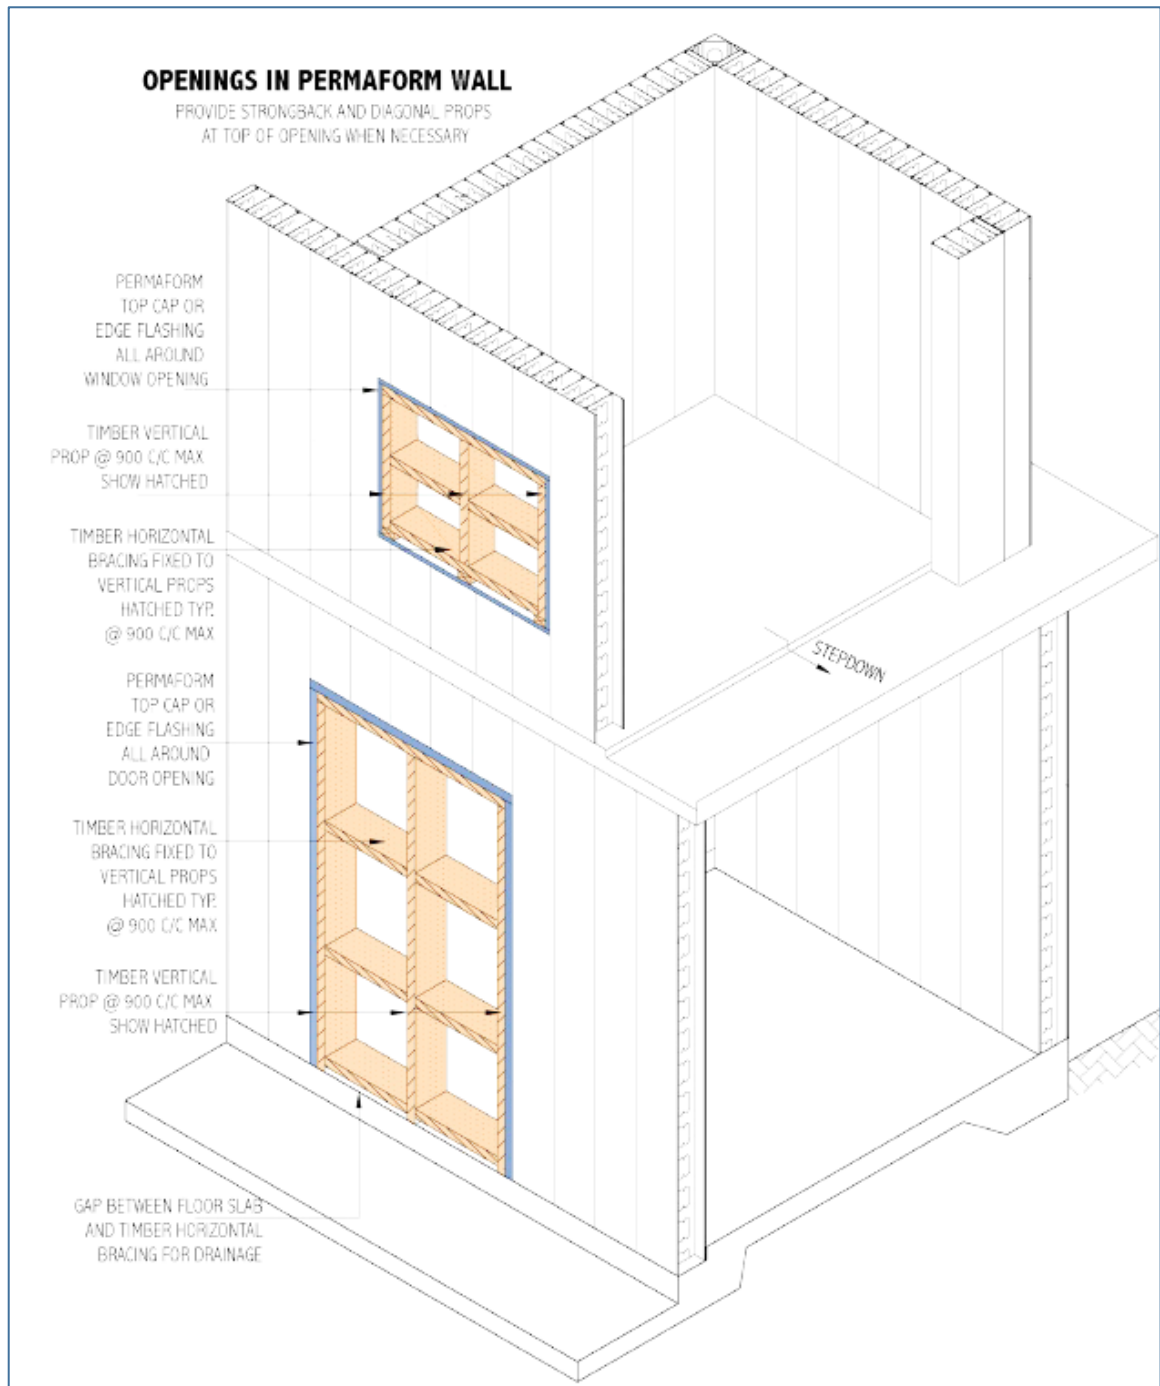 OPENINGS IN PERMAFORM WALL
PROVIDE STRONGBACK AND DIAGONAL PROPS
AT TOP OF OPENING WHEN NECESSARY
PERMAFORM
TOP CAP OR
EDGE FLASHING
ALL AROUND
WINDOW OPENING
TIMBER VERTICAL
PROP @ 900 C/C MAX.
SHOW HATCHED
TIMBER HORIZONTAL
BRACING FIXED TO
VERTICAL PROPS
HATCHED TYP.
@ 900 C/C MAX
STEPDOWN
PERMAFORM
TOP CAP OR
EDGE FLASHING
ALL AROUND
DOOR OPENING
TIMBER HORIZONTAL
BRACING FIXED TO
VERTICAL PROPS
HATCHED TYP.
@ 900 C/C MAX
TIMBER VERTICAL
PROP @ 900 C/C MAX.
SHOW HATCHED
GAP BETWEEN FLOOR SLAB
AND TIMBER HORIZONTAL
BRACING FOR DRAINAGE